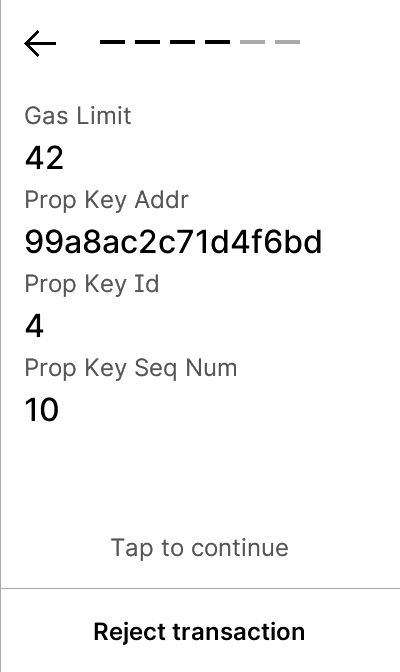 Gas Limit
42
Prop Key Addr
99a8ac2c71d4f6bd
Prop Key Id
4
Prop Key Seq Num
10
Tap to continue
Reject transaction